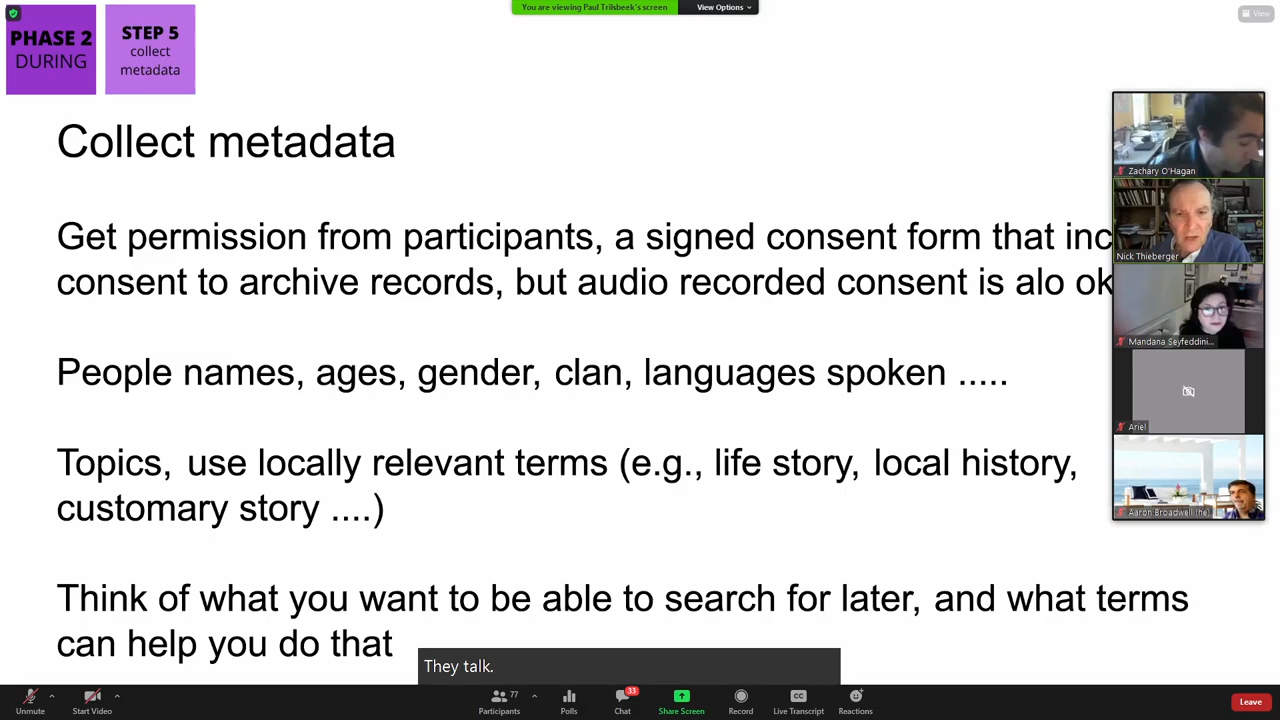 You are viewing Paul Trilsbeek's screen
View Options
View
PHASE 2
DURING
STEP 5
collect
metadata
Collect metadata
Get permission from participants, a signed consent form that inc
consent to archive records, but audio recorded consent is alo ok
People names, ages, gender, clan, languages spoken .....
Topics, use locally relevant terms (e.g., life story, local history,
customary story ....)
Think of what you want to be able to search for later, and what terms
can help you do that
Zachary O'Hagan
Nick Thieberger
Mandana Seyfeddini...
Ariel
Aaron Broadwell (he)
They talk.
Unmute
Start Video
77
Participants
Polls
33
Chat
Share Screen
Record
CC
Live Transcript
Reactions
Leave